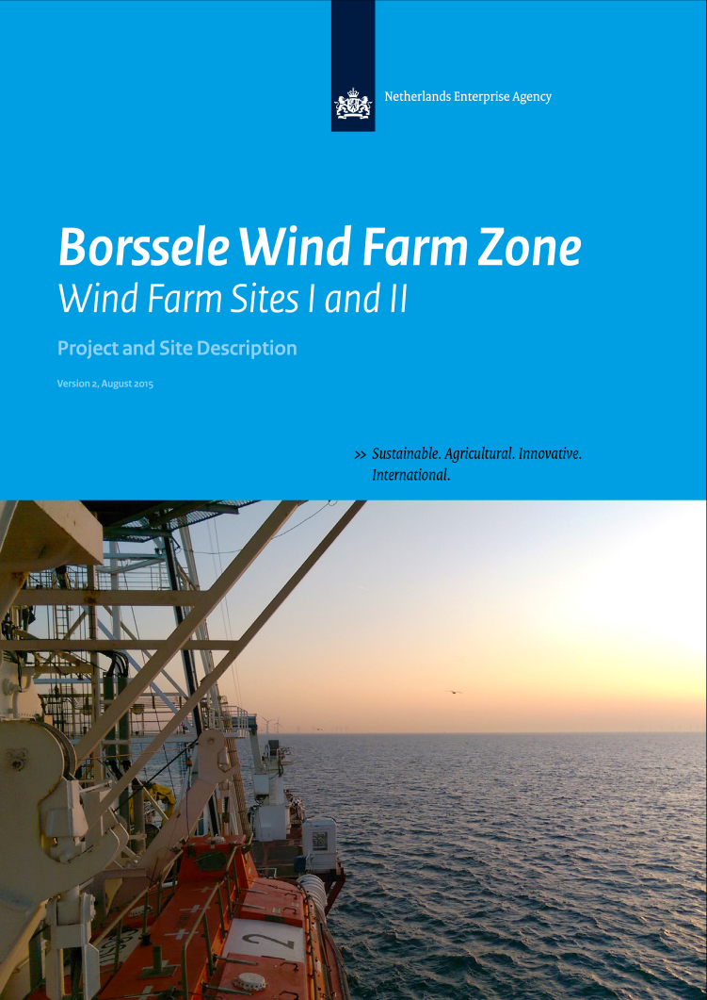 Netherlands Enterprise Agency
Borssele Wind Farm Zone
Wind Farm Sites I and II
Project and Site Description
Version 2, August 2015
>> Sustainable. Agricultural. Innovative.
International.
2